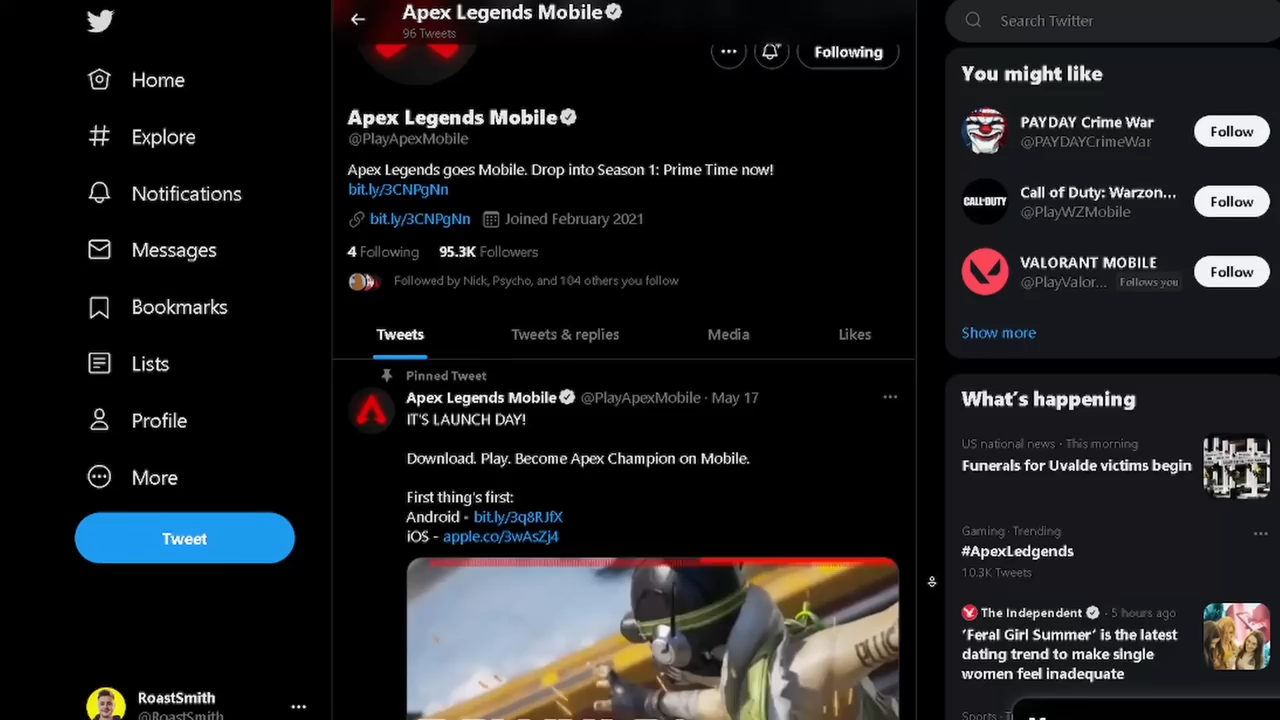 Home
Explore
Notifications
Messages
Bookmarks
Lists
Profile
More
Tweet
RoastSmith
@RoastSmith
Apex Legends Mobile
96 Tweets
Following
Apex Legends Mobile
@PlayApexMobile
Apex Legends goes Mobile. Drop into Season 1: Prime Time now!
bit.ly/3CNPgNn
bit.ly/3CNPgNn Joined February 2021
4 Following 95.3K Followers
Followed by Nick, Psycho, and 104 others you follow
Tweets Tweets & replies Media Likes
Pinned Tweet
Apex Legends Mobile @PlayApexMobile · May 17
IT'S LAUNCH DAY!
Download. Play. Become Apex Champion on Mobile.
First thing's first:
Android - bit.ly/3q8RJfX
iOS - apple.co/3wAsZj4
Search Twitter
You might like
PAYDAY Crime War
@PAYDAYCrimeWar
Follow
CALL·DUTY
Call of Duty: Warzon...
@PlayWZMobile
Follow
VALORANT MOBILE
@PlayValor... Follows you
Follow
Show more
What's happening
US national news · This morning
Funerals for Uvalde victims begin
Gaming · Trending
#ApexLedgends
10.3K Tweets
The Independent · 5 hours ago
'Feral Girl Summer' is the latest
dating trend to make single
women feel inadequate